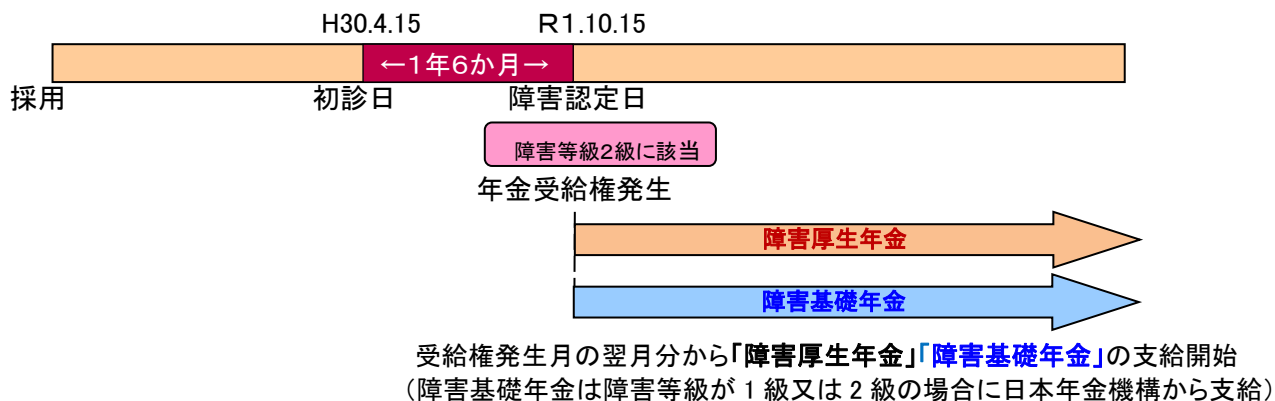 H30.4.15 R1.10.15
←1年6か月→
採用 初診日 障害認定日
障害等級2級に該当
年金受給権発生
障害厚生年金
障害基礎年金
受給権発生月の翌月分から「障害厚生年金」「障害基礎年金」の支給開始
（障害基礎年金は障害等級が1級又は2級の場合に日本年金機構から支給）